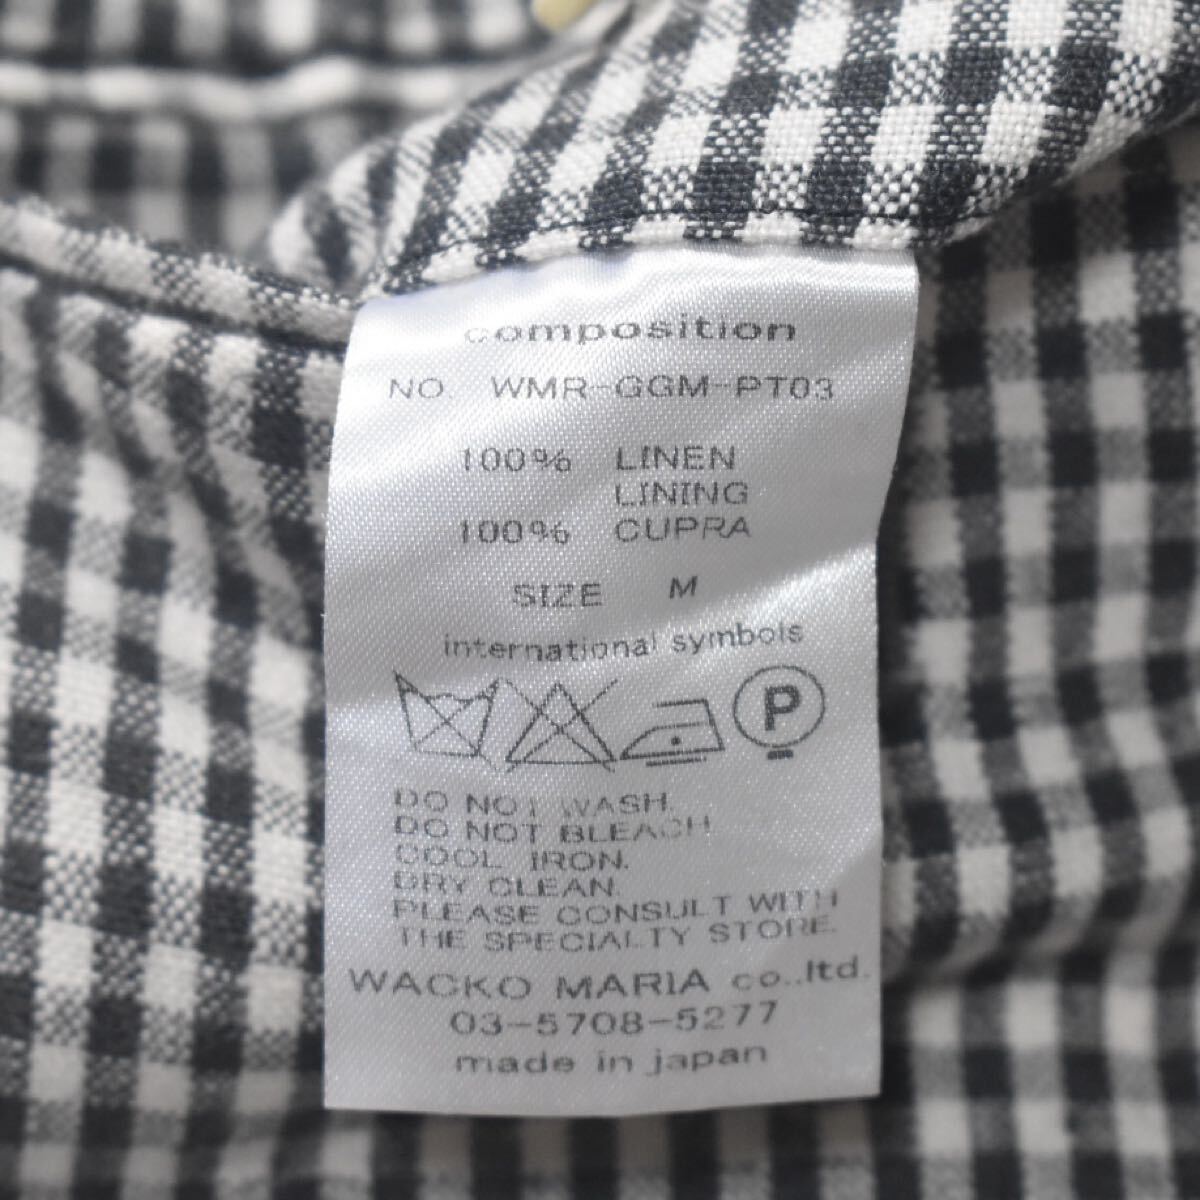 composition
NO. WMR-GGM-PT03
100% LINEN
LINING
100% CUPRA
SIZE M
international symbols
P
DO NOT WASH.
DO NOT BLEACH.
COOL IRON.
DRY CLEAN.
PLEASE CONSULT WITH
THE SPECIALTY STORE.
WACKO MARIA co.,ltd.
03-5708-5277
made in japan